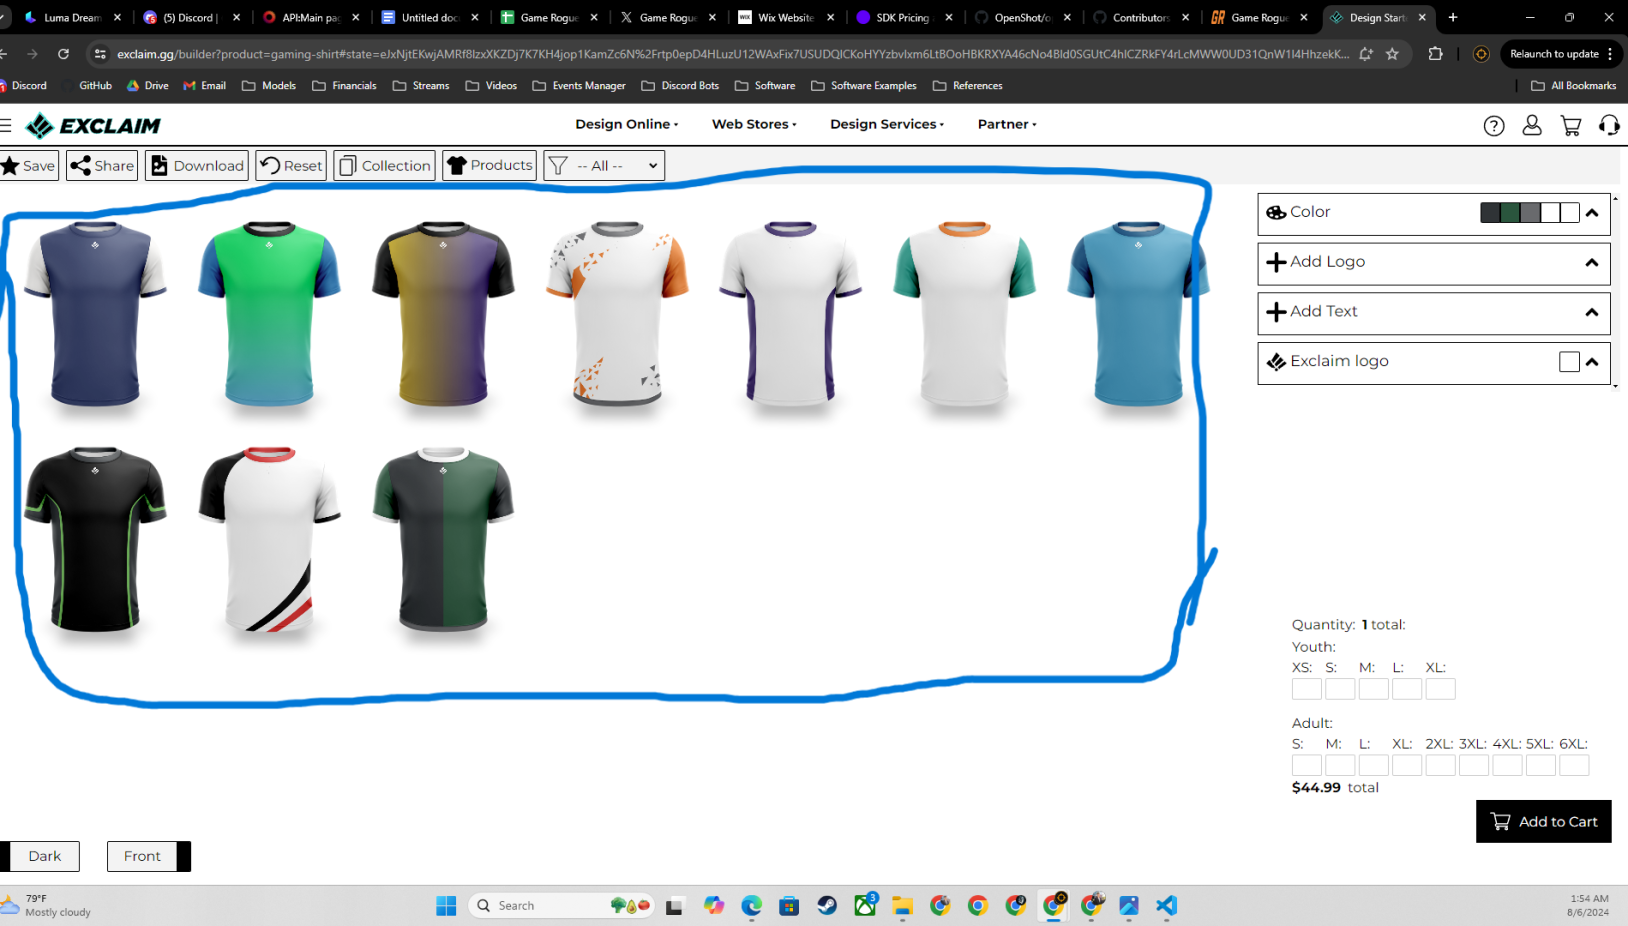 Luma Dream
(5) Discord |
API:Main pag
Untitled doc
Game Rogue
Game Rogue
WIX
Wix Website
SDK Pricing
OpenShot/o
Contributors
GR
Game Rogue
Design Start
exclaim.gg/builder?product=gaming-shirt#state=
Relaunch to update
Discord
GitHub
Drive
Email
Models
Financials
Streams
Videos
Events Manager
Discord Bots
Software
Software Examples
References
All Bookmarks
EXCLAIM
Design Online
Web Stores
Design Services
Partner
Save
Share
Download
Reset
Collection
Products
-- All --
Color
Add Logo
Add Text
Exclaim logo
Quantity: 1 total:
Youth:
XS: S: M: L: XL:
Adult:
S: M: L: XL: 2XL: 3XL: 4XL: 5XL: 6XL:
$44.99 total
Add to Cart
Dark
Front
79°F
Mostly cloudy
Search
3
1:54 AM
8/6/2024